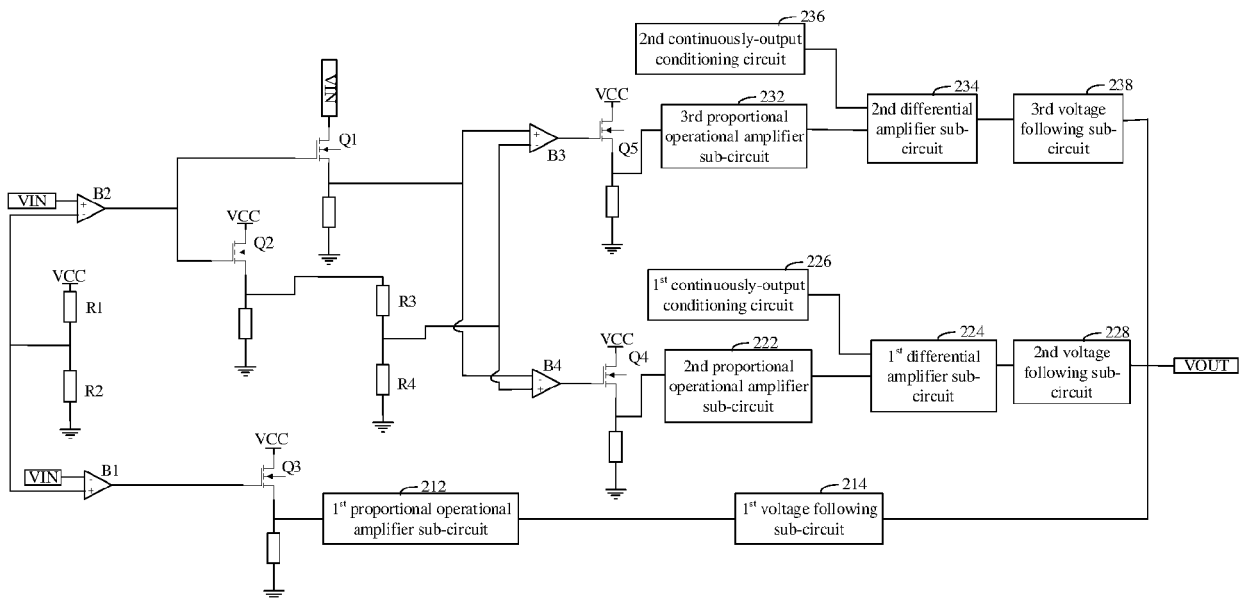 236
2nd continuously-output
conditioning circuit
VIN
Q1
VCC
232
3rd proportional
operational amplifier
sub-circuit
234
2nd differential
amplifier sub-
circuit
238
3rd voltage
following sub-
circuit
+
-
B3
Q5
VIN
+
-
B2
VCC
Q2
VCC
R1
R2
R3
R4
226
1st continuously-output
conditioning circuit
VCC
Q4
-
+
B4
222
2nd proportional
operational amplifier
sub-circuit
224
1st differential
amplifier sub-
circuit
228
2nd voltage
following sub-
circuit
VOUT
VCC
Q3
VIN
-
+
B1
212
1st proportional operational
amplifier sub-circuit
214
1st voltage following
sub-circuit